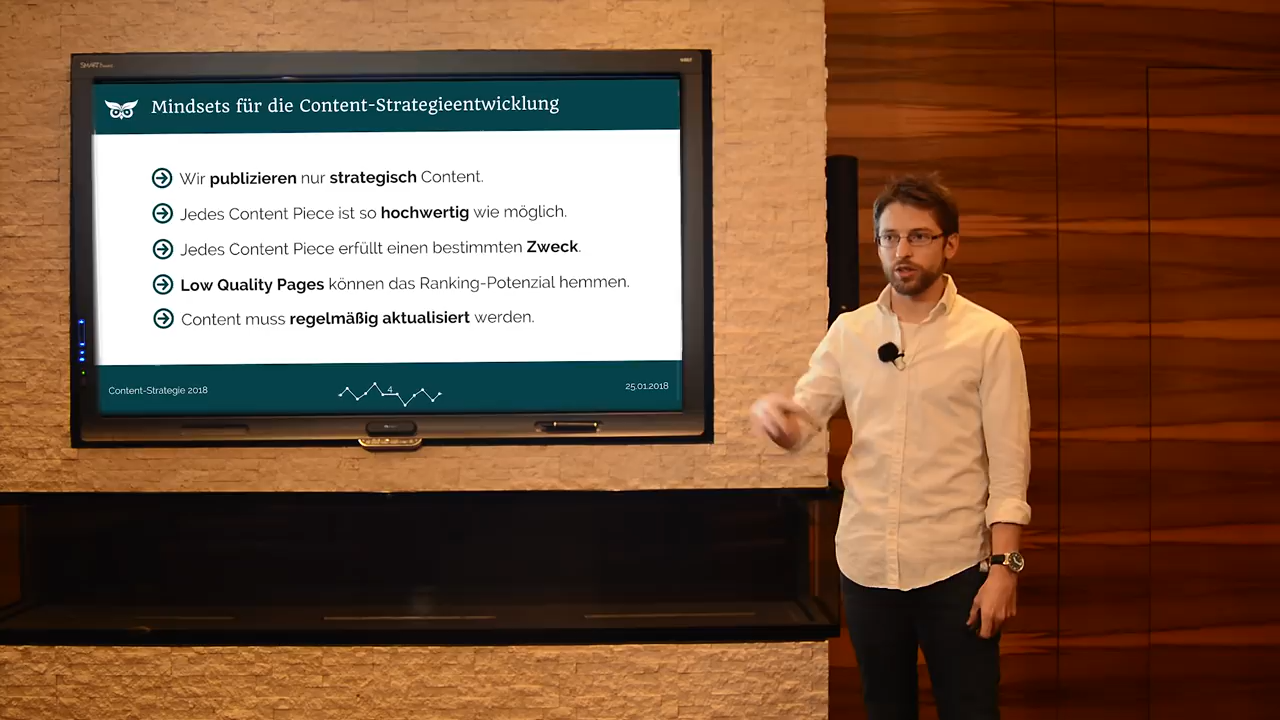 SMART
Mindsets für die Content-Strategieentwicklung
Wir publizieren nur strategisch Content.
Jedes Content Piece ist so hochwertig wie möglich.
Jedes Content Piece erfüllt einen bestimmten Zweck.
Low Quality Pages können das Ranking-Potenzial hemmen.
Content muss regelmäßig aktualisiert werden.
Content-Strategie 2018
4
25.01.2018